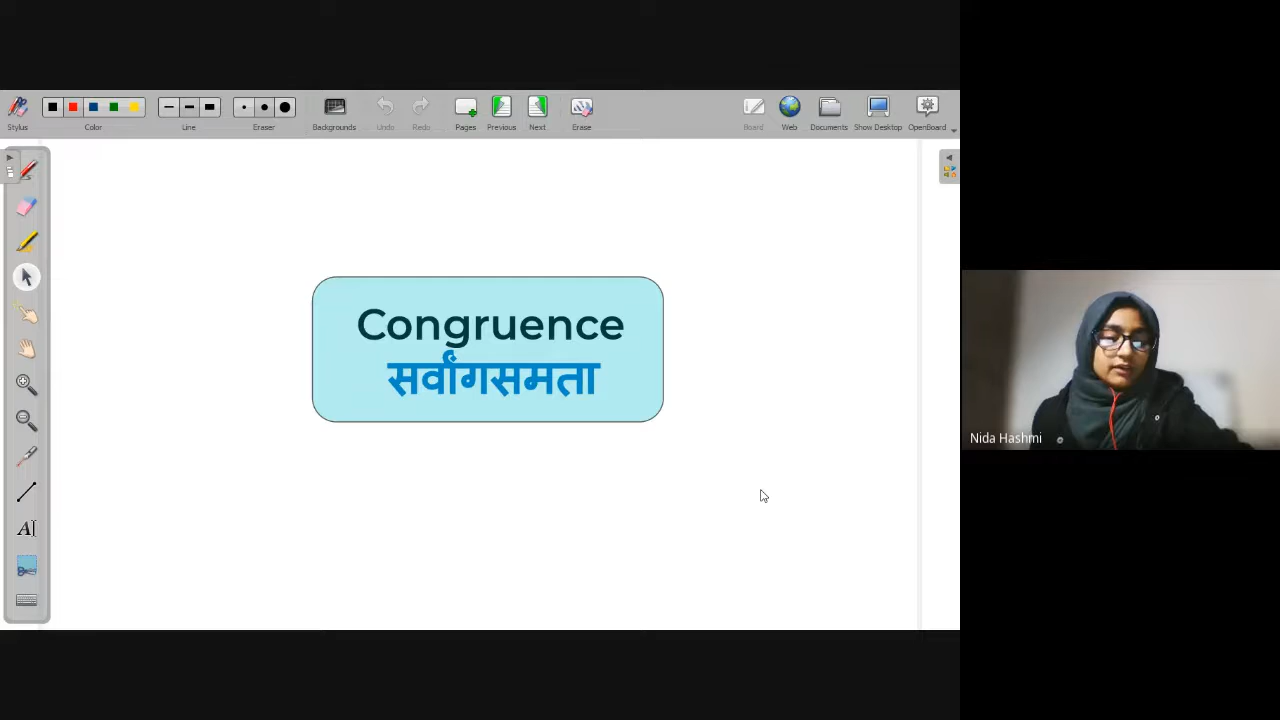 Stylus
Color
Line
Eraser
Backgrounds
Undo
Redo
Pages
Previous
Next
Erase
Board
Web
Documents
Show Desktop
OpenBoard
Congruence
सर्वांगसमता
A
Nida Hashmi